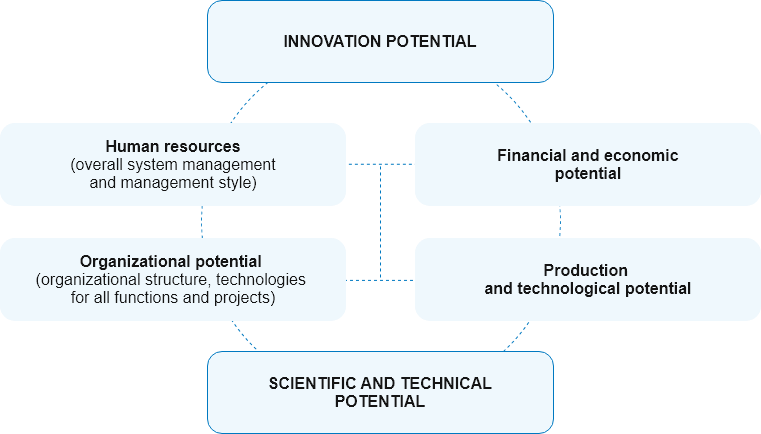 INNOVATION POTENTIAL
Human resources
(overall system management
and management style)
Financial and economic
potential
Organizational potential
(organizational structure, technologies
for all functions and projects)
Production
and technological potential
SCIENTIFIC AND TECHNICAL
POTENTIAL